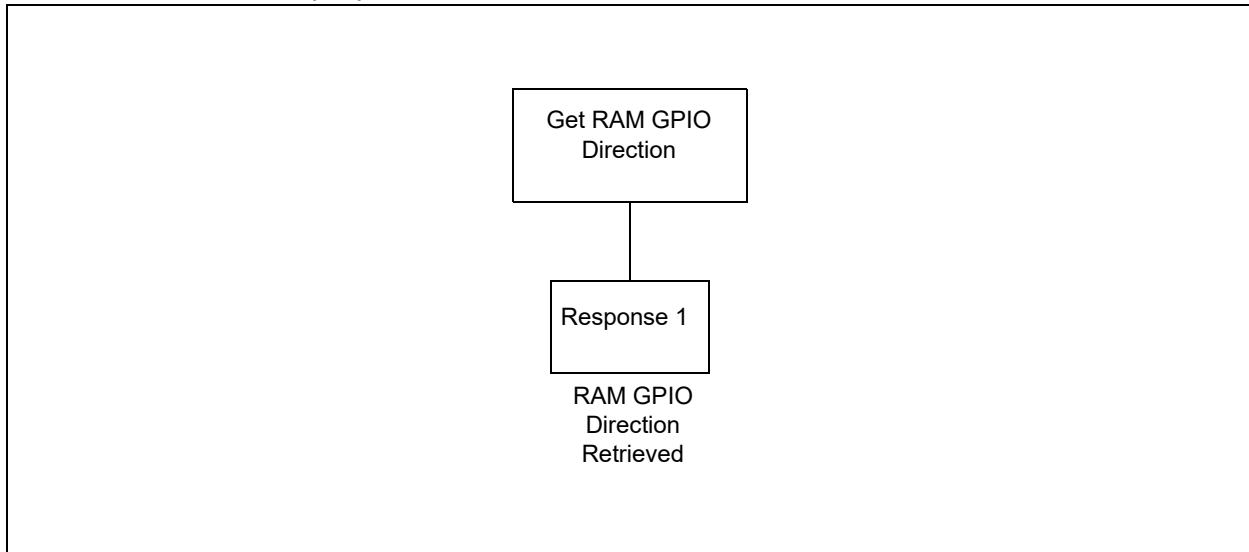 Get RAM GPIO
Direction
Response 1
RAM GPIO
Direction
Retrieved